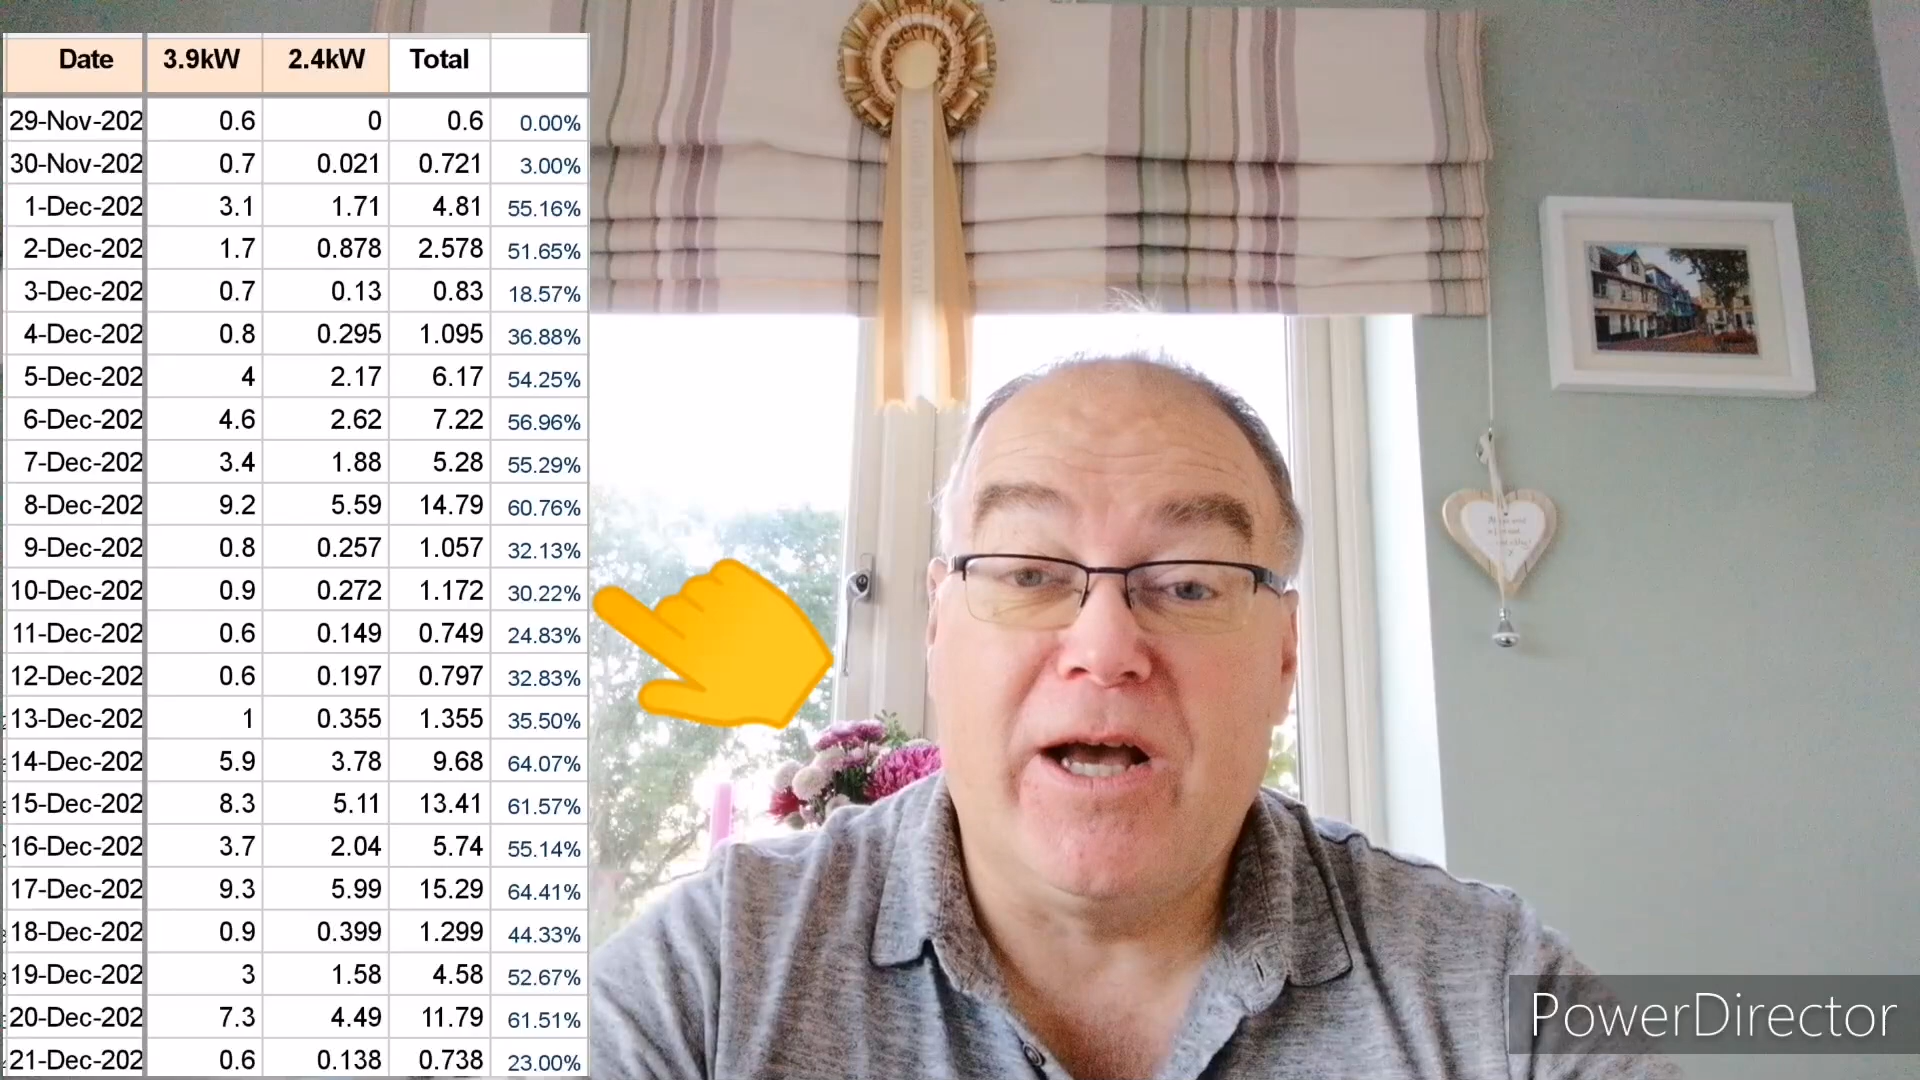 Date 3.9kW 2.4kW Total
29-Nov-202 0.6 0 0.6 0.00%
30-Nov-202 0.7 0.021 0.721 3.00%
1-Dec-202 3.1 1.71 4.81 55.16%
2-Dec-202 1.7 0.878 2.578 51.65%
3-Dec-202 0.7 0.13 0.83 18.57%
4-Dec-202 0.8 0.295 1.095 36.88%
5-Dec-202 4 2.17 6.17 54.25%
6-Dec-202 4.6 2.62 7.22 56.96%
7-Dec-202 3.4 1.88 5.28 55.29%
8-Dec-202 9.2 5.59 14.79 60.76%
9-Dec-202 0.8 0.257 1.057 32.13%
10-Dec-202 0.9 0.272 1.172 30.22%
11-Dec-202 0.6 0.149 0.749 24.83%
12-Dec-202 0.6 0.197 0.797 32.83%
13-Dec-202 1 0.355 1.355 35.50%
14-Dec-202 5.9 3.78 9.68 64.07%
15-Dec-202 8.3 5.11 13.41 61.57%
16-Dec-202 3.7 2.04 5.74 55.14%
17-Dec-202 9.3 5.99 15.29 64.41%
18-Dec-202 0.9 0.399 1.299 44.33%
19-Dec-202 3 1.58 4.58 52.67%
20-Dec-202 7.3 4.49 11.79 61.51%
21-Dec-202 0.6 0.138 0.738 23.00%
PowerDirector